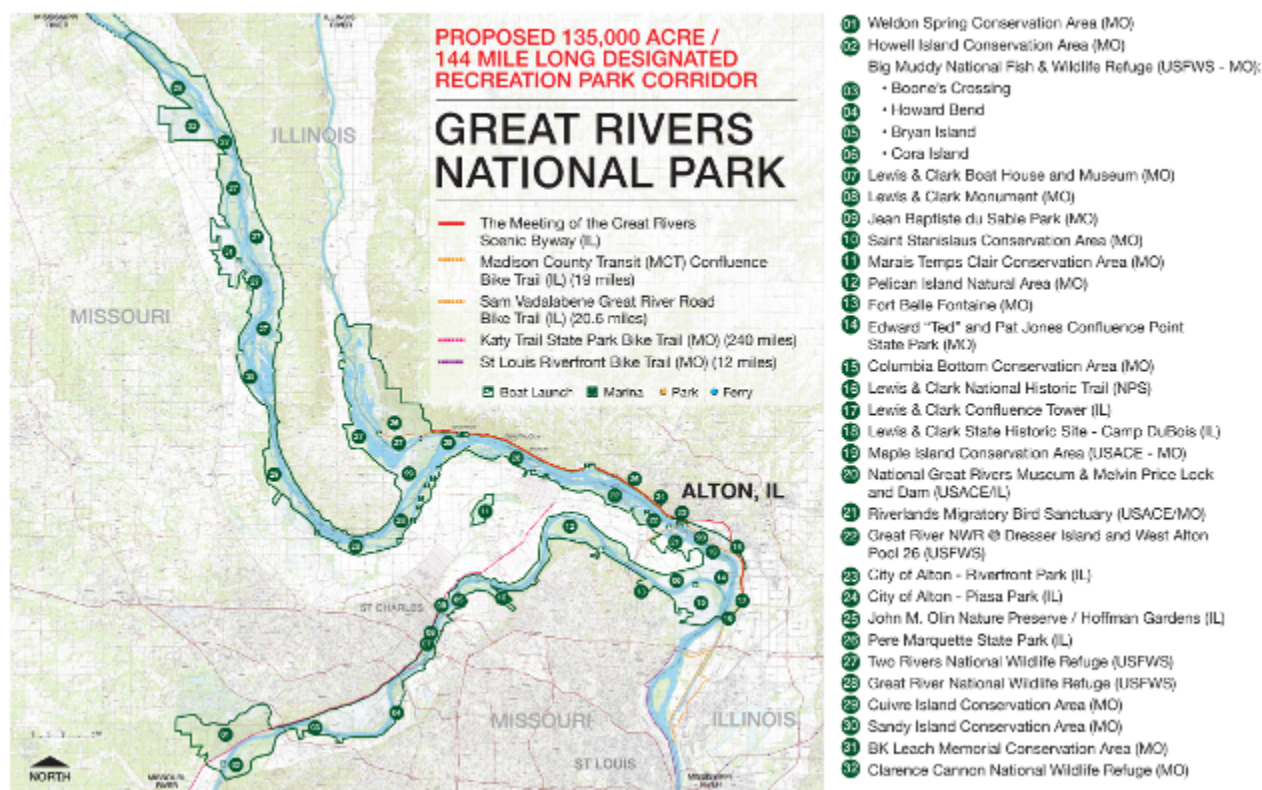 MISSISSIPPI
RIVER
ILLINOIS
RIVER
PROPOSED 135,000 ACRE /
144 MILE LONG DESIGNATED
RECREATION PARK CORRIDOR
GREAT RIVERS
NATIONAL PARK
The Meeting of the Great Rivers
Scenic Byway (IL)
Madison County Transit (MCT) Confluence
Bike Trail (IL) (19 miles)
Sam Vadalabene Great River Road
Bike Trail (IL) (20.6 miles)
Katy Trail State Park Bike Trail (MO) (240 miles)
St Louis Riverfront Bike Trail (MO) (12 miles)
Boat Launch
Marina
Park
Ferry
ILLINOIS
MISSOURI
ALTON, IL
ST CHARLES
MISSOURI
ILLINOIS
ST LOUIS
NORTH
MISSOURI
RIVER
MISSISSIPPI
RIVER
01 Weldon Spring Conservation Area (MO)
02 Howell Island Conservation Area (MO)
Big Muddy National Fish & Wildlife Refuge (USFWS - MO):
03 • Boone's Crossing
04 • Howard Bend
05 • Bryan Island
06 • Cora Island
07 Lewis & Clark Boat House and Museum (MO)
08 Lewis & Clark Monument (MO)
09 Jean Baptiste du Sable Park (MO)
10 Saint Stanislaus Conservation Area (MO)
11 Marais Temps Clair Conservation Area (MO)
12 Pelican Island Natural Area (MO)
13 Fort Belle Fontaine (MO)
14 Edward "Ted" and Pat Jones Confluence Point
State Park (MO)
15 Columbia Bottom Conservation Area (MO)
16 Lewis & Clark National Historic Trail (NPS)
17 Lewis & Clark Confluence Tower (IL)
18 Lewis & Clark State Historic Site - Camp DuBois (IL)
19 Maple Island Conservation Area (USACE - MO)
20 National Great Rivers Museum & Melvin Price Lock
and Dam (USACE/IL)
21 Riverlands Migratory Bird Sanctuary (USACE/MO)
22 Great River NWR @ Dresser Island and West Alton
Pool 26 (USFWS)
23 City of Alton - Riverfront Park (IL)
24 City of Alton - Piasa Park (IL)
25 John M. Olin Nature Preserve / Hoffman Gardens (IL)
26 Pere Marquette State Park (IL)
27 Two Rivers National Wildlife Refuge (USFWS)
28 Great River National Wildlife Refuge (USFWS)
29 Cuivre Island Conservation Area (MO)
30 Sandy Island Conservation Area (MO)
31 BK Leach Memorial Conservation Area (MO)
32 Clarence Cannon National Wildlife Refuge (MO)